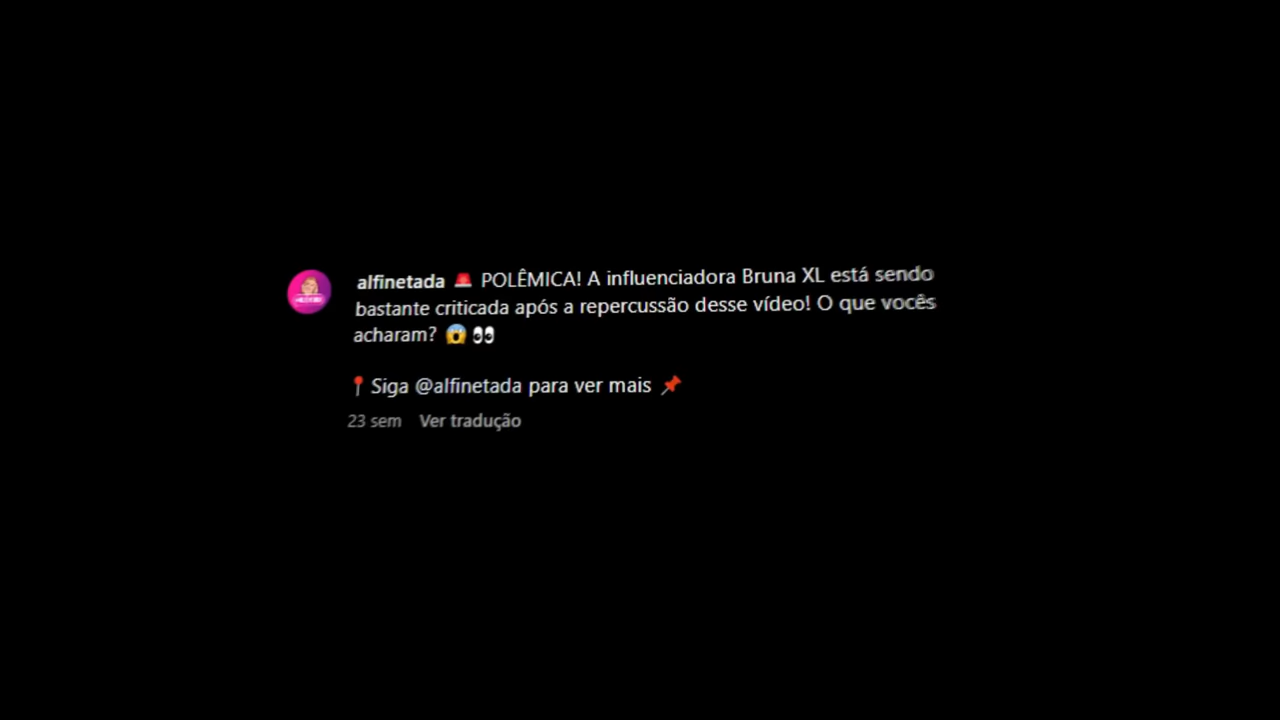 alfinetada 🚨 POLÊMICA! A influenciadora Bruna XL está sendo
bastante criticada após a repercussão desse vídeo! O que vocês
acharam? 😱👀
📍Siga @alfinetada para ver mais 📌
23 sem Ver tradução